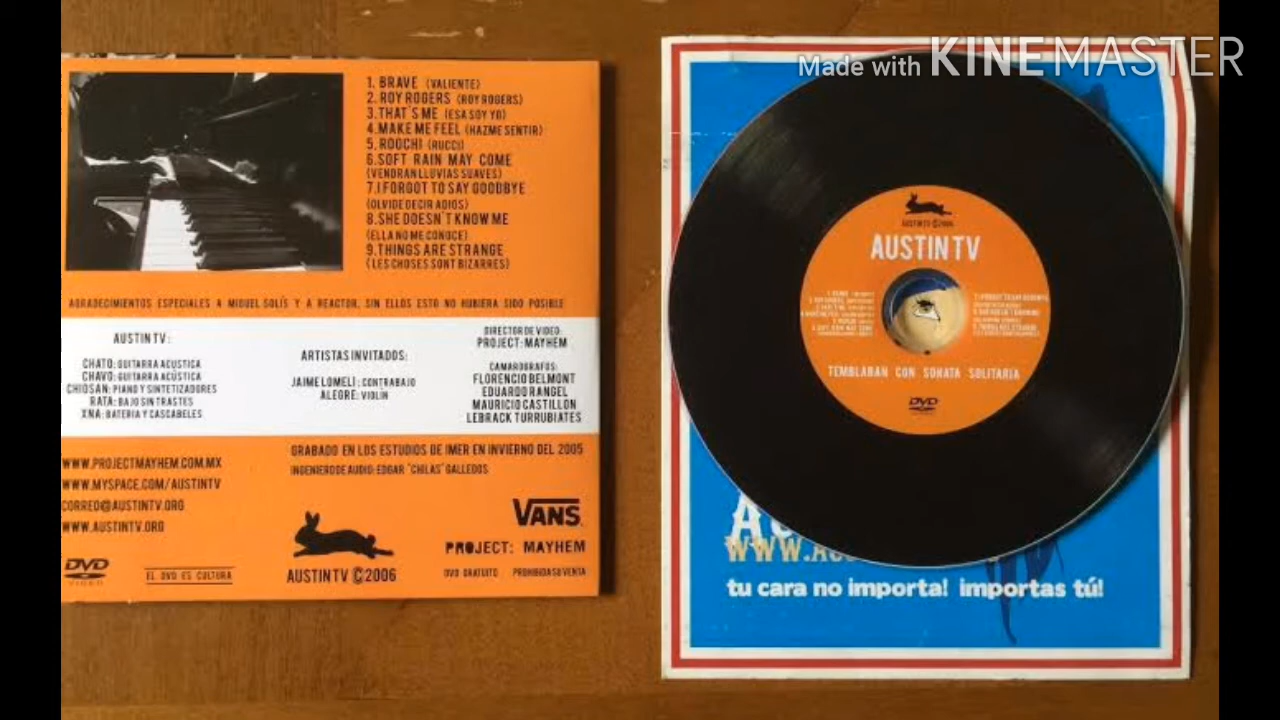 Made with KINEMASTER
1. BRAVE (VALIENTE)
2. ROY ROGERS (ROY ROGERS)
3. THAT'S ME (ESA SOY YO)
4. MAKE ME FEEL (HAZME SENTIR)
5. ROOCHI (RUCCI)
6. SOFT RAIN MAY COME
(VENDRAN LLUVIAS SUAVES)
7. I FORGOT TO SAY GOODBYE
(OLVIDE DECIR ADIOS)
8. SHE DOESN'T KNOW ME
(ELLA NO ME CONOCE)
9. THINGS ARE STRANGE
(LES CHOSES SONT BIZARRES)
AGRADECIMIENTOS ESPECIALES A MIGUEL SOLÍS Y A REACTOR, SIN ELLOS ESTO NO HUBIERA SIDO POSIBLE
AUSTIN TV:
CHATO: GUITARRA ACUSTICA
CHAVO: GUITARRA ACÚSTICA
CHIOSAN: PIANO Y SINTETIZADORES
RATA: BAJO SIN TRASTES
XNA: BATERIA Y CASCABELES
ARTISTAS INVITADOS:
JAIME LOMELI: CONTRABAJO
ALEGRE: VIOLÍN
DIRECTOR DE VIDEO:
PROJECT: MAYHEM
CAMAROGRAFOS:
FLORENCIO BELMONT
EDUARDO RANGEL
MAURICIO CASTILLON
LEBRACK TURRUBIATES
GRABADO EN LOS ESTUDIOS DE IMER EN INVIERNO DEL 2005
INGENIERO DE AUDIO: EDGAR "CHILAS" GALLEGOS
WWW.PROJECTMAYHEM.COM.MX
WWW.MYSPACE.COM/AUSTINTV
CORREO@AUSTINTV.ORG
WWW.AUSTINTV.ORG
DVD
VIDEO
EL DVD ES CULTURA
AUSTIN TV ©2006
VANS
PROJECT: MAYHEM
DVD GRATUITO PROHIBIDA SU VENTA
AUSTIN TV ©2006
AUSTIN TV
TEMBLABAN CON SONATA SOLITARIA
DVD
WWW.AUS
tu cara no importa! importas tú!